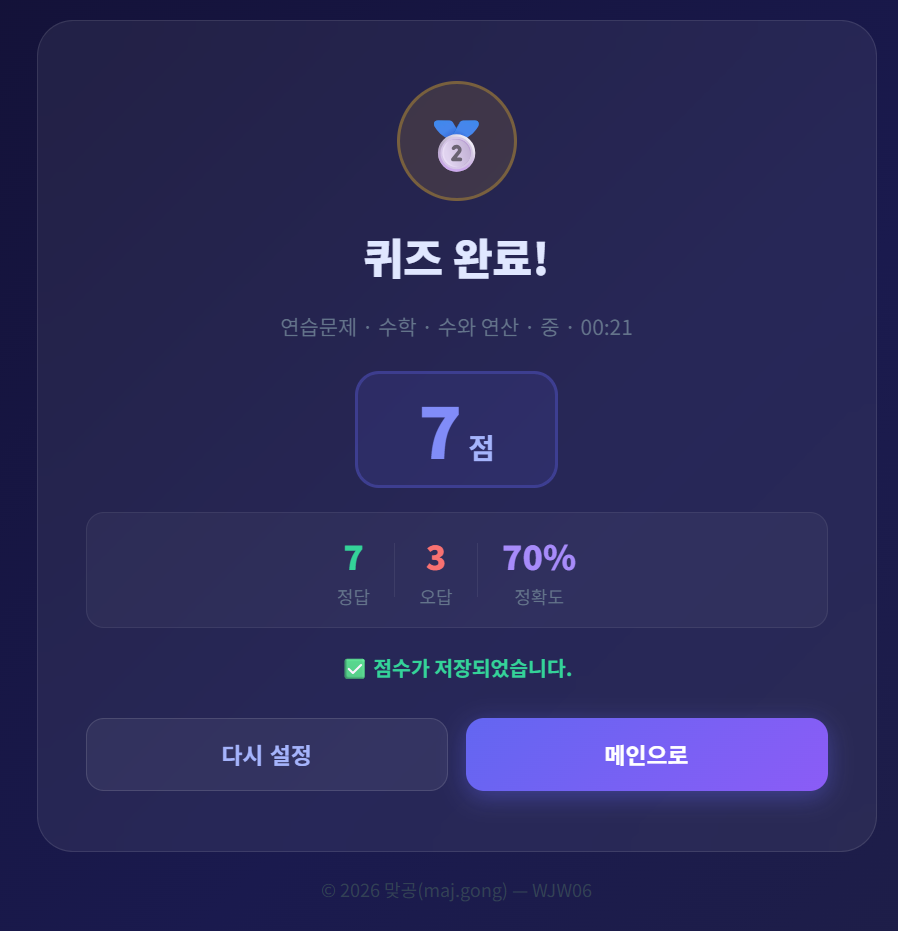 2
퀴즈 완료!
연습문제 · 수학 · 수와 연산 · 중 · 00:21
7 점
7 3 70%
정답 오답 정확도
✅ 점수가 저장되었습니다.
다시 설정 메인으로
© 2026 맞공(maj.gong) — WJW06